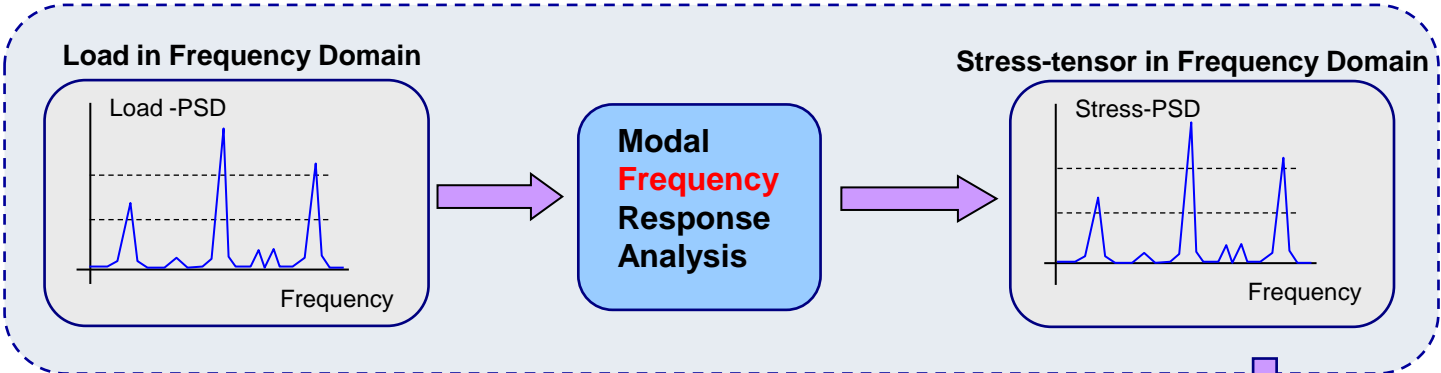 Load in Frequency Domain
Load -PSD
Frequency
Modal
Frequency
Response
Analysis
Stress-tensor in Frequency Domain
Stress-PSD
Frequency